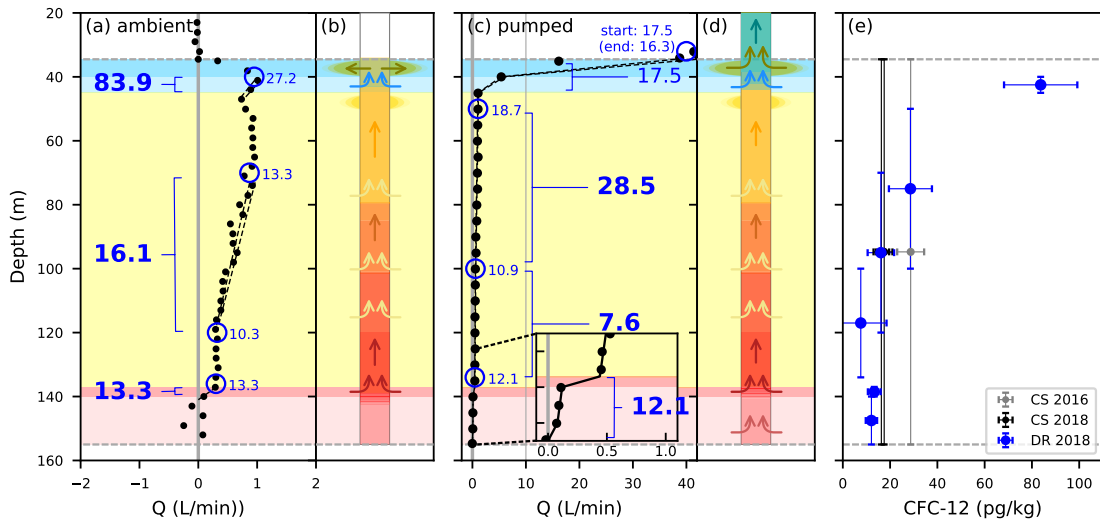 (a) ambient
(b)
(c) pumped
(d)
(e)
start: 17.5
(end: 16.3)
20
40
60
80
100
120
140
160
Depth (m)
83.9
27.2
13.3
16.1
10.3
13.3
13.3
−2
−1
0
1
2
Q (L/min))
17.5
18.7
28.5
10.9
7.6
12.1
12.1
0.0
0.5
1.0
0
10
20
30
40
Q (L/min)
CS 2016
CS 2018
DR 2018
0
20
40
60
80
100
CFC-12 (pg/kg)